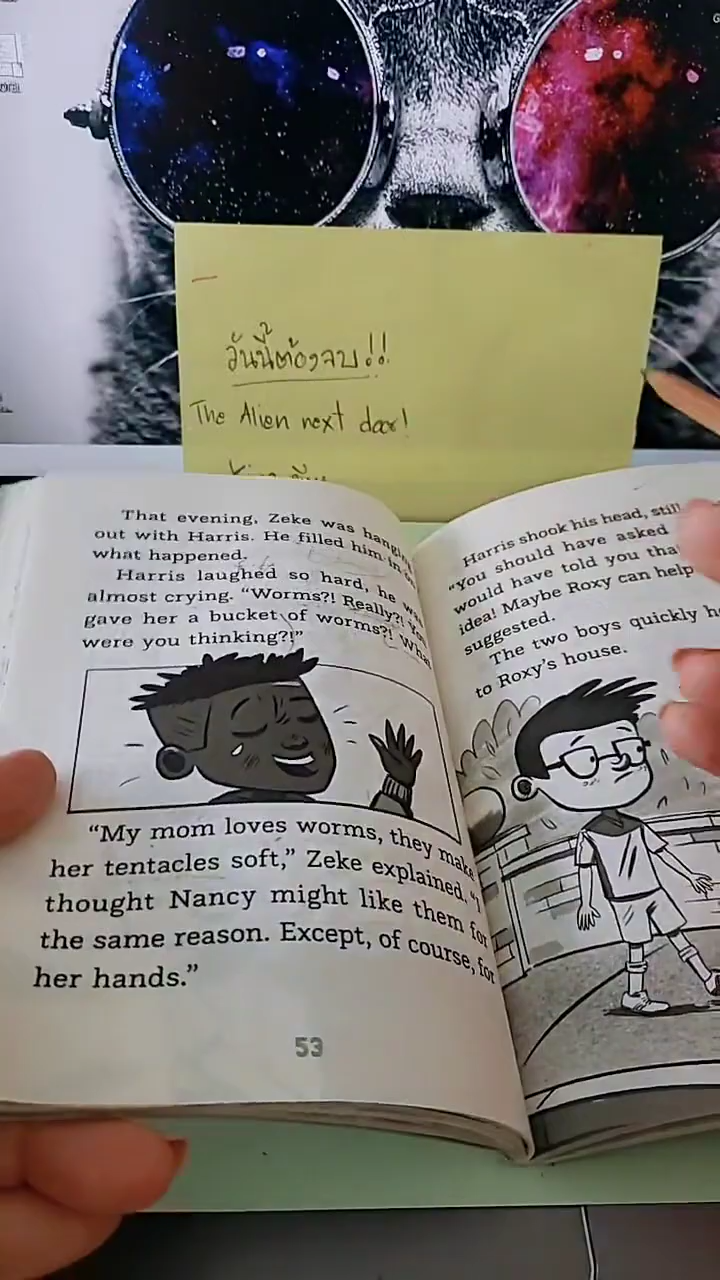 วันนี้ต้องจบ!!
The Alien next door!
That evening, Zeke was hanging
out with Harris. He filled him in on
what happened.
Harris laughed so hard, he was
almost crying. "Worms?! Really?! You
gave her a bucket of worms?! What
were you thinking?!"
"My mom loves worms, they make
her tentacles soft," Zeke explained. "I
thought Nancy might like them for
the same reason. Except, of course, for
her hands."
53
Harris shook his head, still
"You should have asked
would have told you that
idea! Maybe Roxy can help
suggested.
The two boys quickly
to Roxy's house.